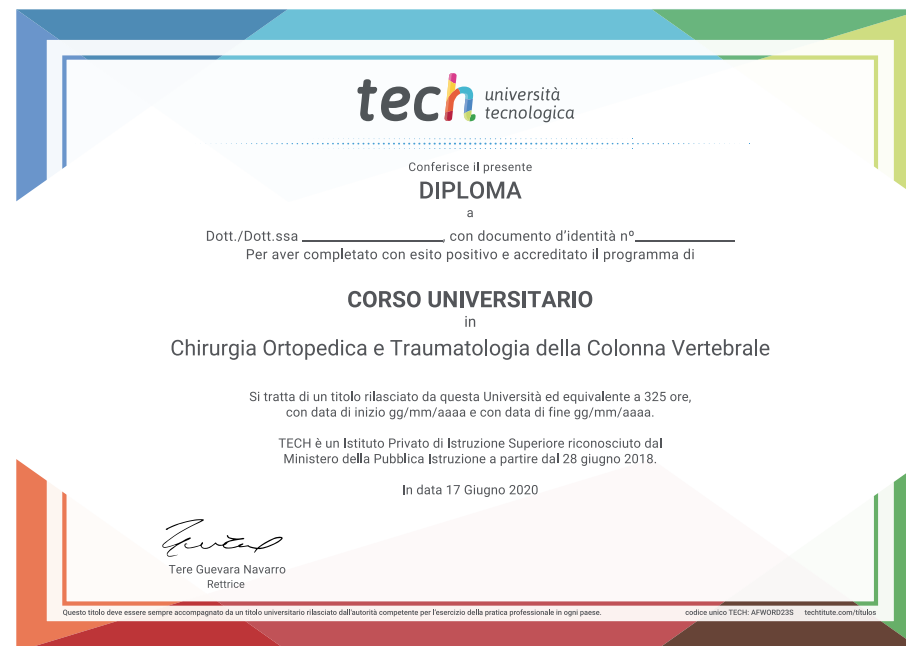 tech università
tecnologica
Conferisce il presente
DIPLOMA
a
Dott./Dott.ssa ____________, con documento d'identità nº__________
Per aver completato con esito positivo e accreditato il programma di
CORSO UNIVERSITARIO
in
Chirurgia Ortopedica e Traumatologia della Colonna Vertebrale
Si tratta di un titolo rilasciato da questa Università ed equivalente a 325 ore,
con data di inizio gg/mm/aaaa e con data di fine gg/mm/aaaa.
TECH è un Istituto Privato di Istruzione Superiore riconosciuto dal
Ministero della Pubblica Istruzione a partire dal 28 giugno 2018.
In data 17 Giugno 2020
Tere Guevara Navarro
Rettrice
Questo titolo deve essere sempre accompagnato da un titolo universitario rilasciato dall'autorità competente per l'esercizio della pratica professionale in ogni paese. codice unico TECH: AFWORD23S techtitute.com/títulos